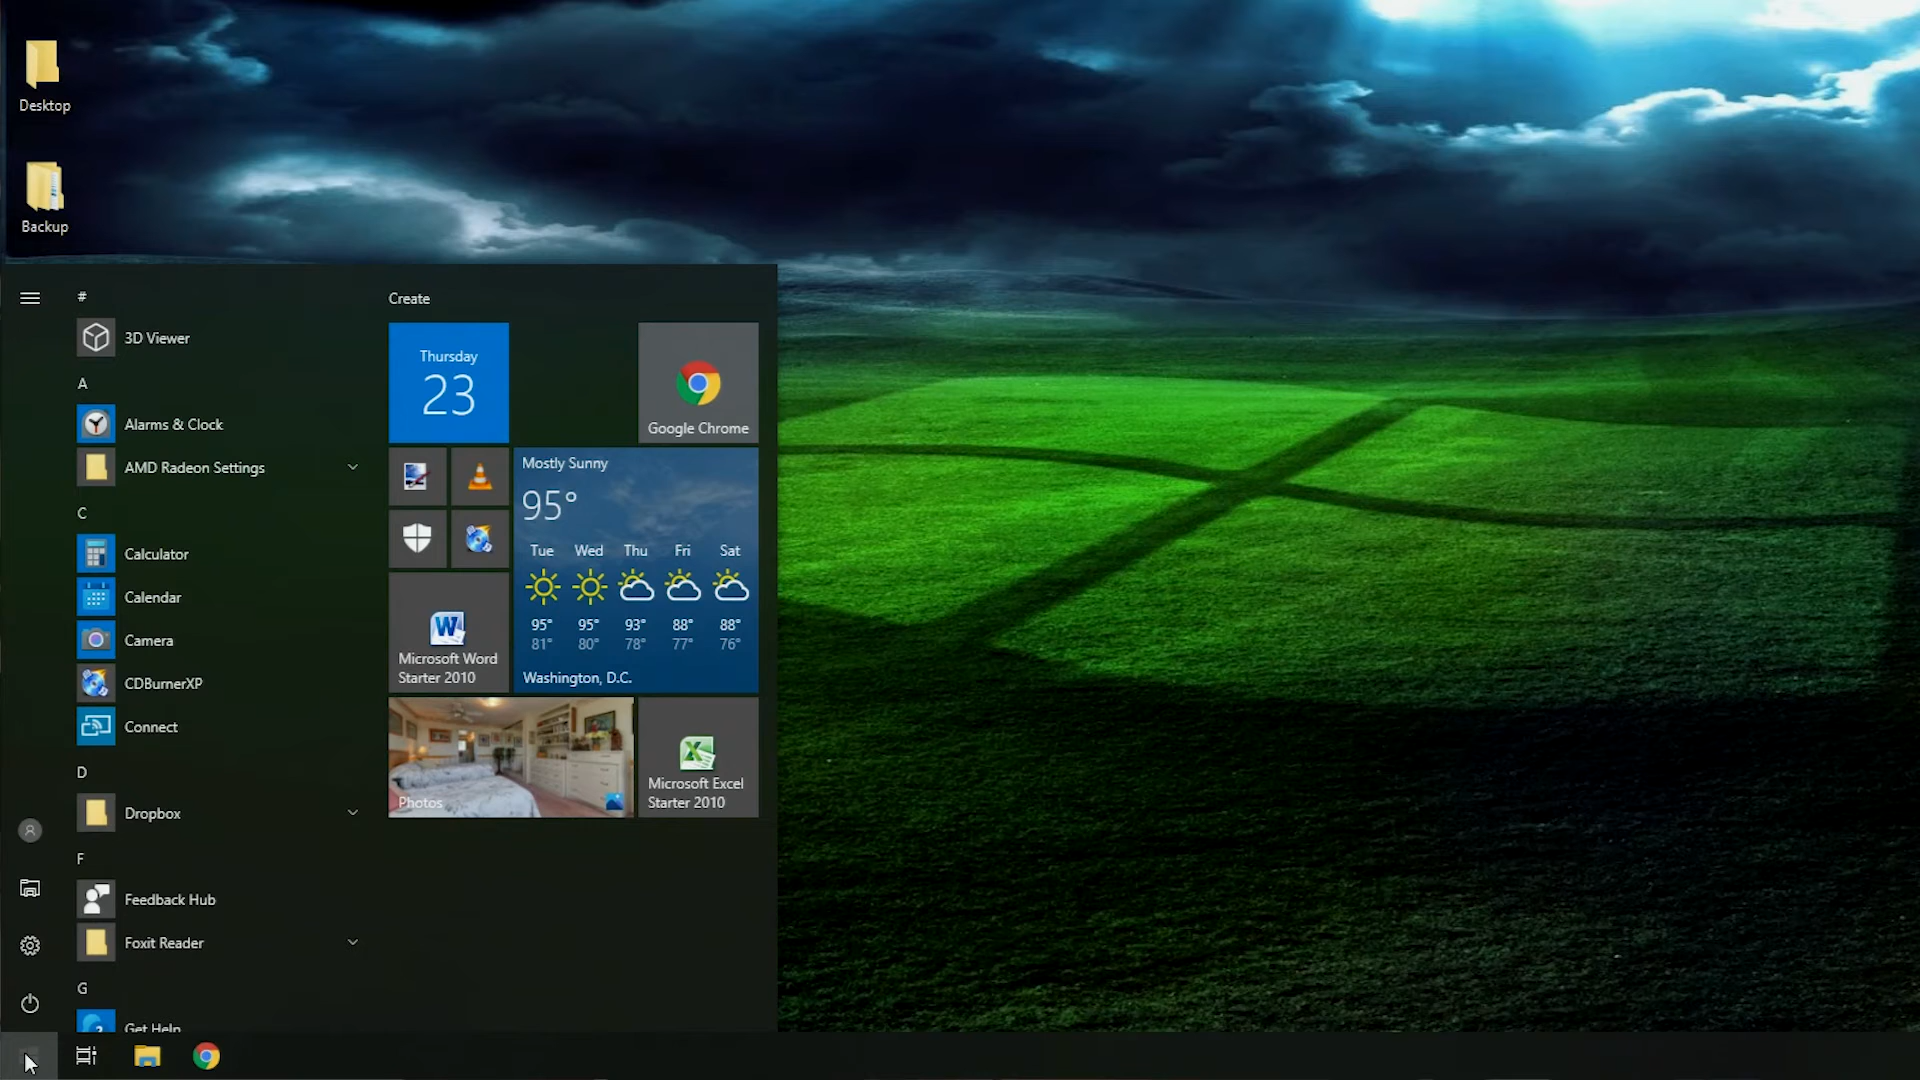 Desktop
Backup
#
3D Viewer
A
Alarms & Clock
AMD Radeon Settings
C
Calculator
Calendar
Camera
CDBurnerXP
Connect
D
Dropbox
F
Feedback Hub
Foxit Reader
G
Get Help
Create
Thursday
23
Google Chrome
Mostly Sunny
95°
Tue Wed Thu Fri Sat
95° 95° 93° 88° 88°
81° 80° 78° 77° 76°
Washington, D.C.
Microsoft Word
Starter 2010
Photos
Microsoft Excel
Starter 2010